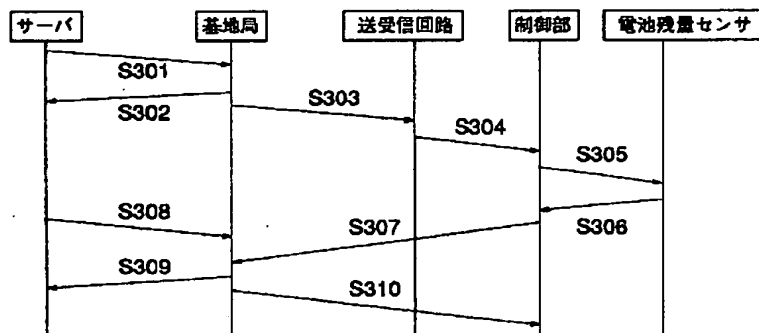 サーバ
基地局
送受信回路
制御部
電池残量センサ
S301
S302
S303
S304
S305
S306
S307
S308
S309
S310